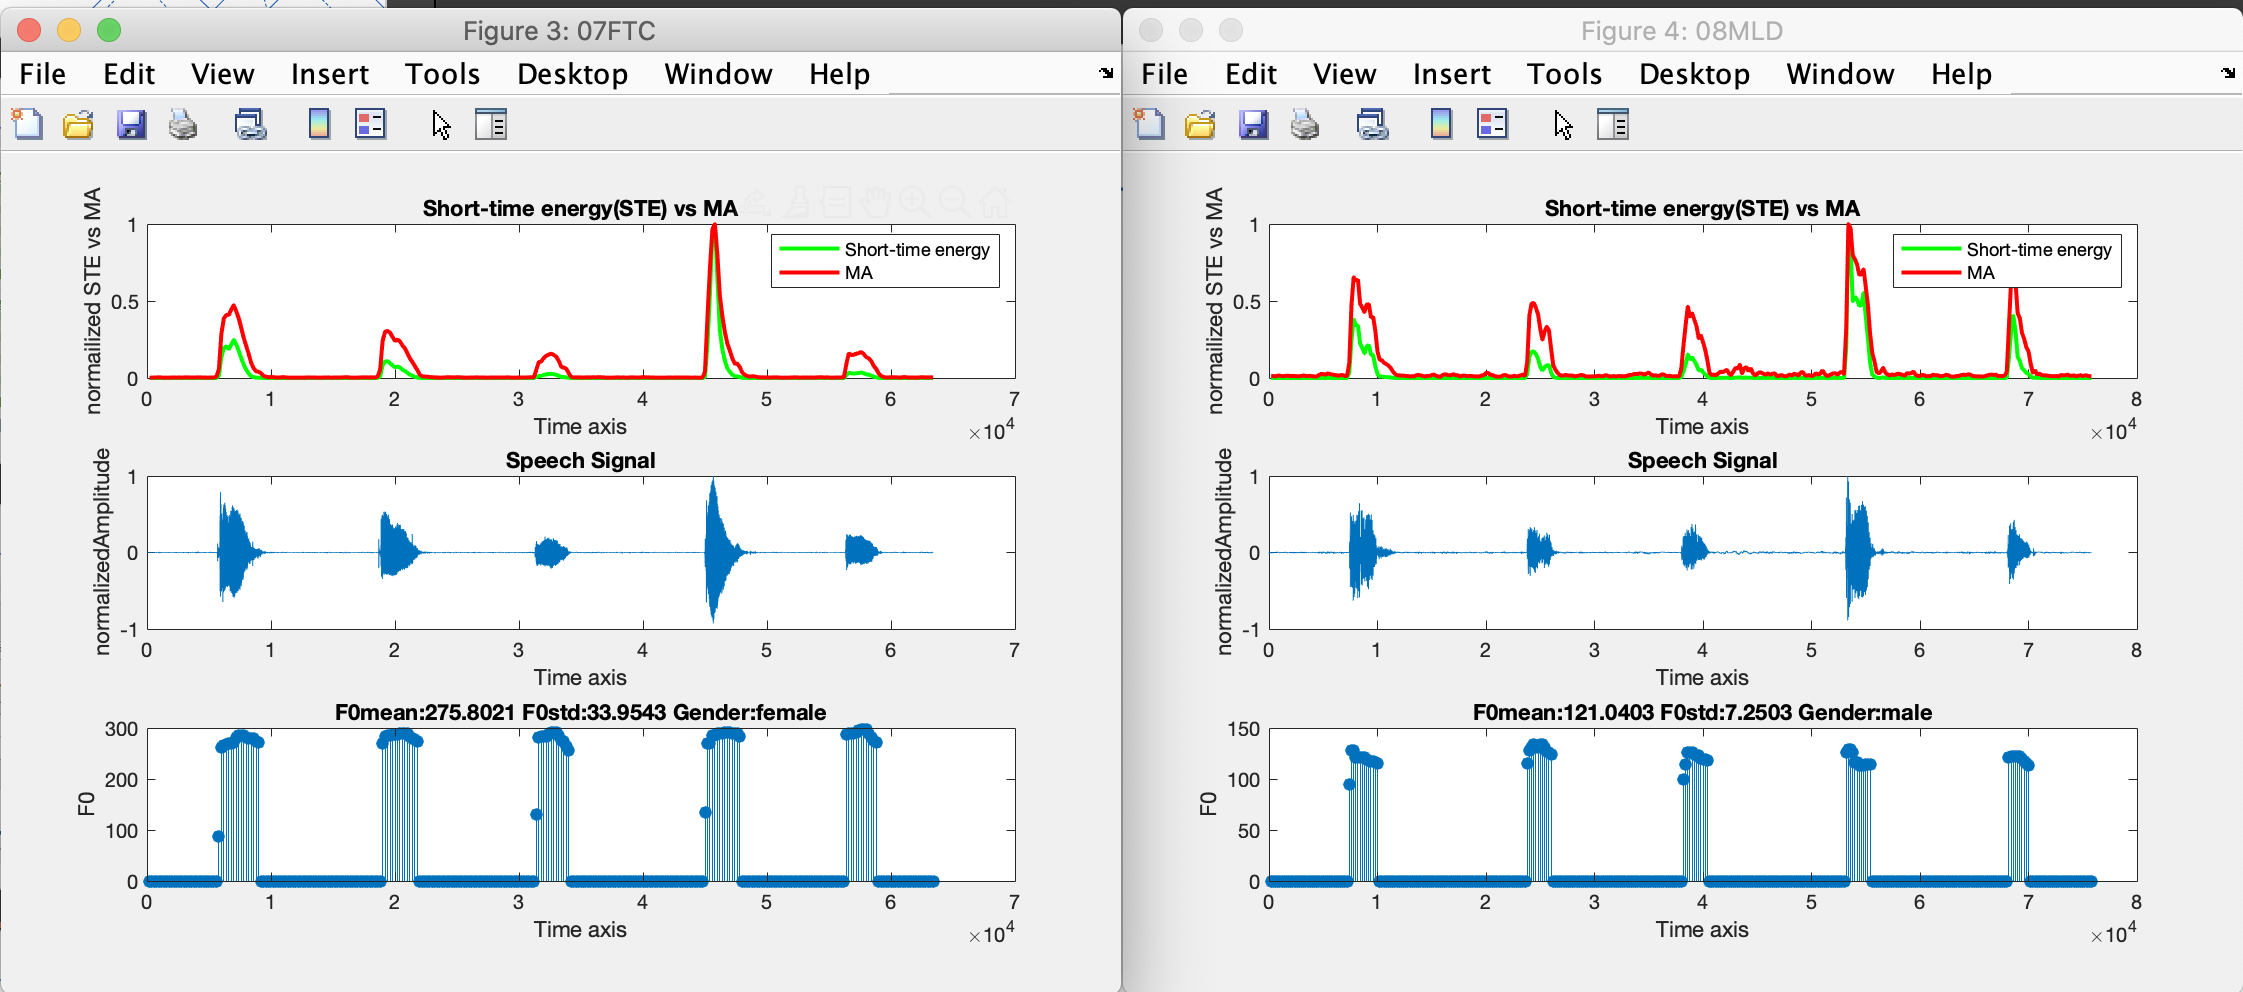 Figure 3: 07FTC
File Edit View Insert Tools Desktop Window Help
Short-time energy(STE) vs MA
normailized STE vs MA
1
0.5
0
Short-time energy
MA
0 1 2 3 4 5 6 7
Time axis
×10^4
Speech Signal
normalizedAmplitude
1
0
-1
0 1 2 3 4 5 6 7
Time axis
F0mean:275.8021 F0std:33.9543 Gender:female
F0
300
200
100
0
0 1 2 3 4 5 6 7
Time axis
×10^4
Figure 4: 08MLD
File Edit View Insert Tools Desktop Window Help
Short-time energy(STE) vs MA
normailized STE vs MA
1
0.5
0
Short-time energy
MA
0 1 2 3 4 5 6 7 8
Time axis
×10^4
Speech Signal
normalizedAmplitude
1
0
-1
0 1 2 3 4 5 6 7 8
Time axis
F0mean:121.0403 F0std:7.2503 Gender:male
F0
150
100
50
0
0 1 2 3 4 5 6 7 8
Time axis
×10^4